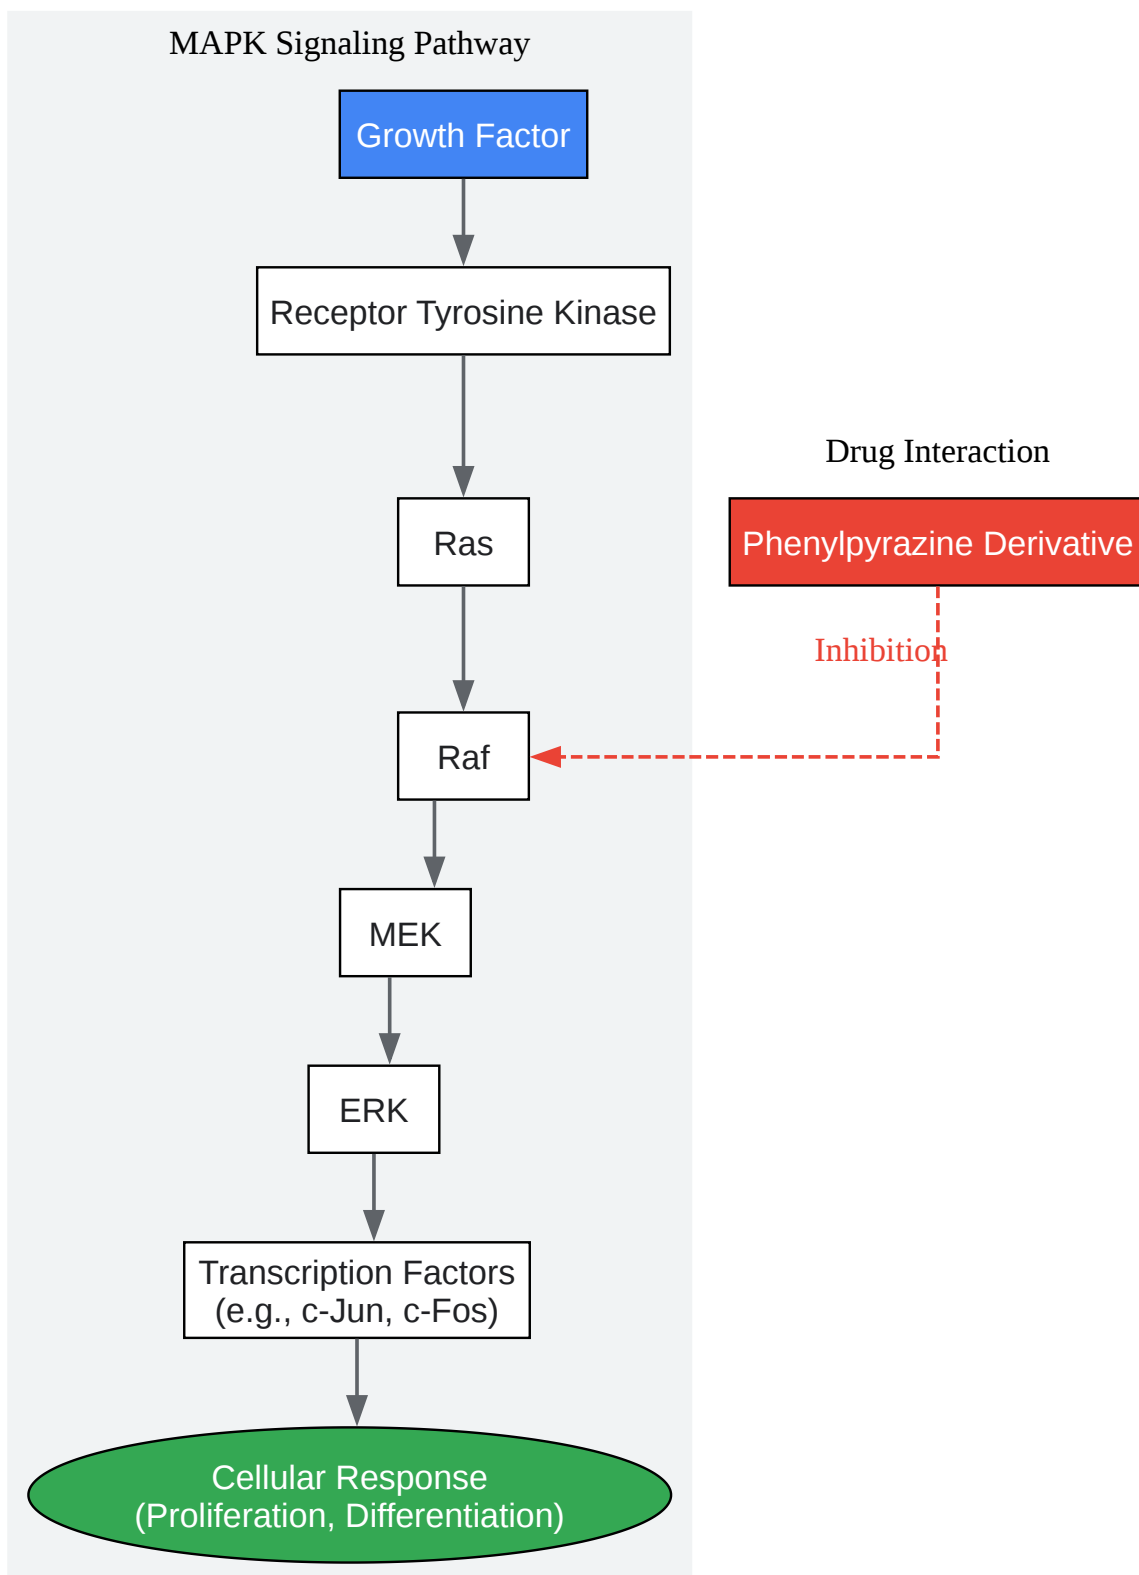 MAPK Signaling Pathway
Growth Factor
Receptor Tyrosine Kinase
Drug Interaction
Ras
Phenylpyrazine Derivative
Inhibition
Raf
MEK
ERK
Transcription Factors
(e.g., c-Jun, c-Fos)
Cellular Response
(Proliferation, Differentiation)